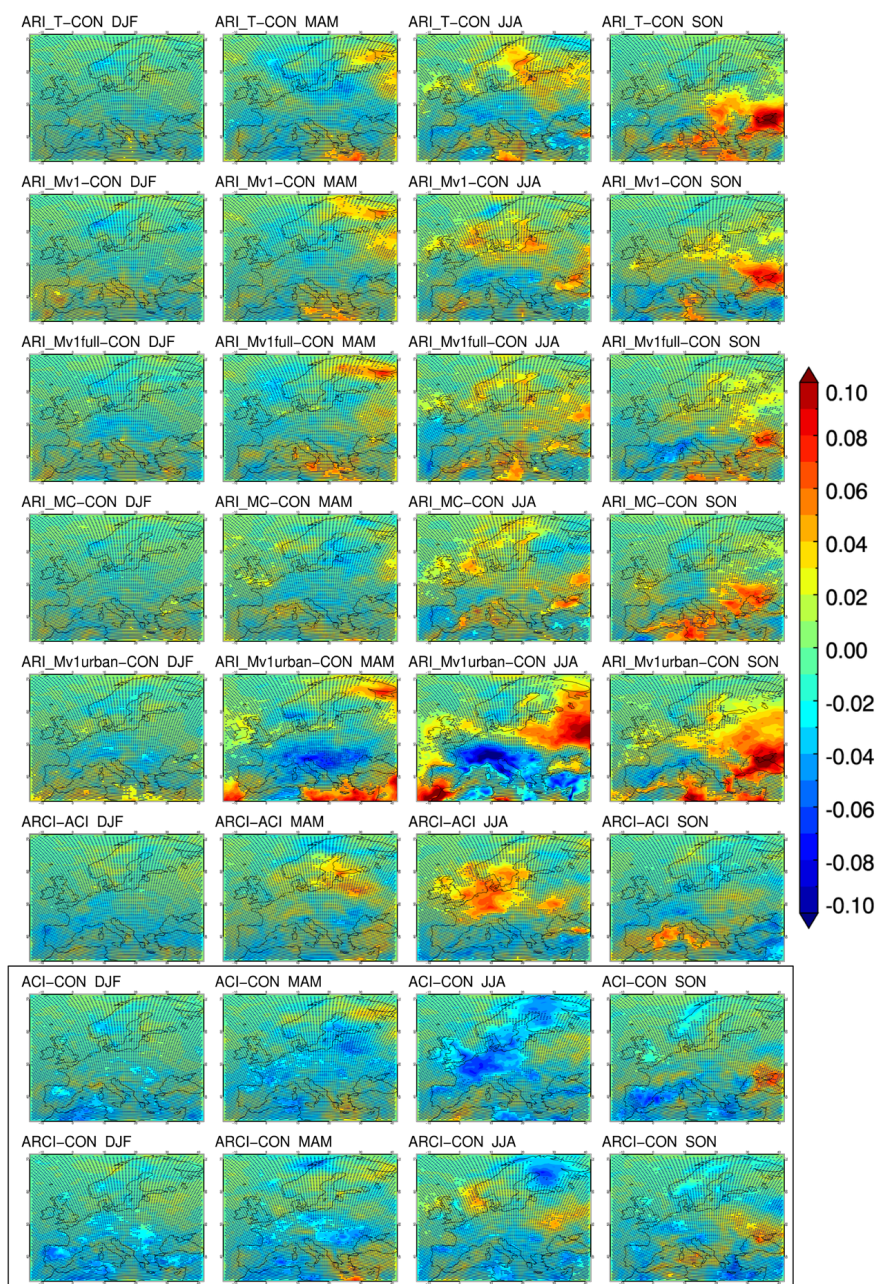 ARI_T-CON DJF
ARI_T-CON MAM
ARI_T-CON JJA
ARI_T-CON SON
ARI_Mv1-CON DJF
ARI_Mv1-CON MAM
ARI_Mv1-CON JJA
ARI_Mv1-CON SON
ARI_Mv1full-CON DJF
ARI_Mv1full-CON MAM
ARI_Mv1full-CON JJA
ARI_Mv1full-CON SON
ARI_MC-CON DJF
ARI_MC-CON MAM
ARI_MC-CON JJA
ARI_MC-CON SON
ARI_Mv1urban-CON DJF
ARI_Mv1urban-CON MAM
ARI_Mv1urban-CON JJA
ARI_Mv1urban-CON SON
ARCI-ACI DJF
ARCI-ACI MAM
ARCI-ACI JJA
ARCI-ACI SON
ACI-CON DJF
ACI-CON MAM
ACI-CON JJA
ACI-CON SON
ARCI-CON DJF
ARCI-CON MAM
ARCI-CON JJA
ARCI-CON SON
0.10
0.08
0.06
0.04
0.02
0.00
-0.02
-0.04
-0.06
-0.08
-0.10